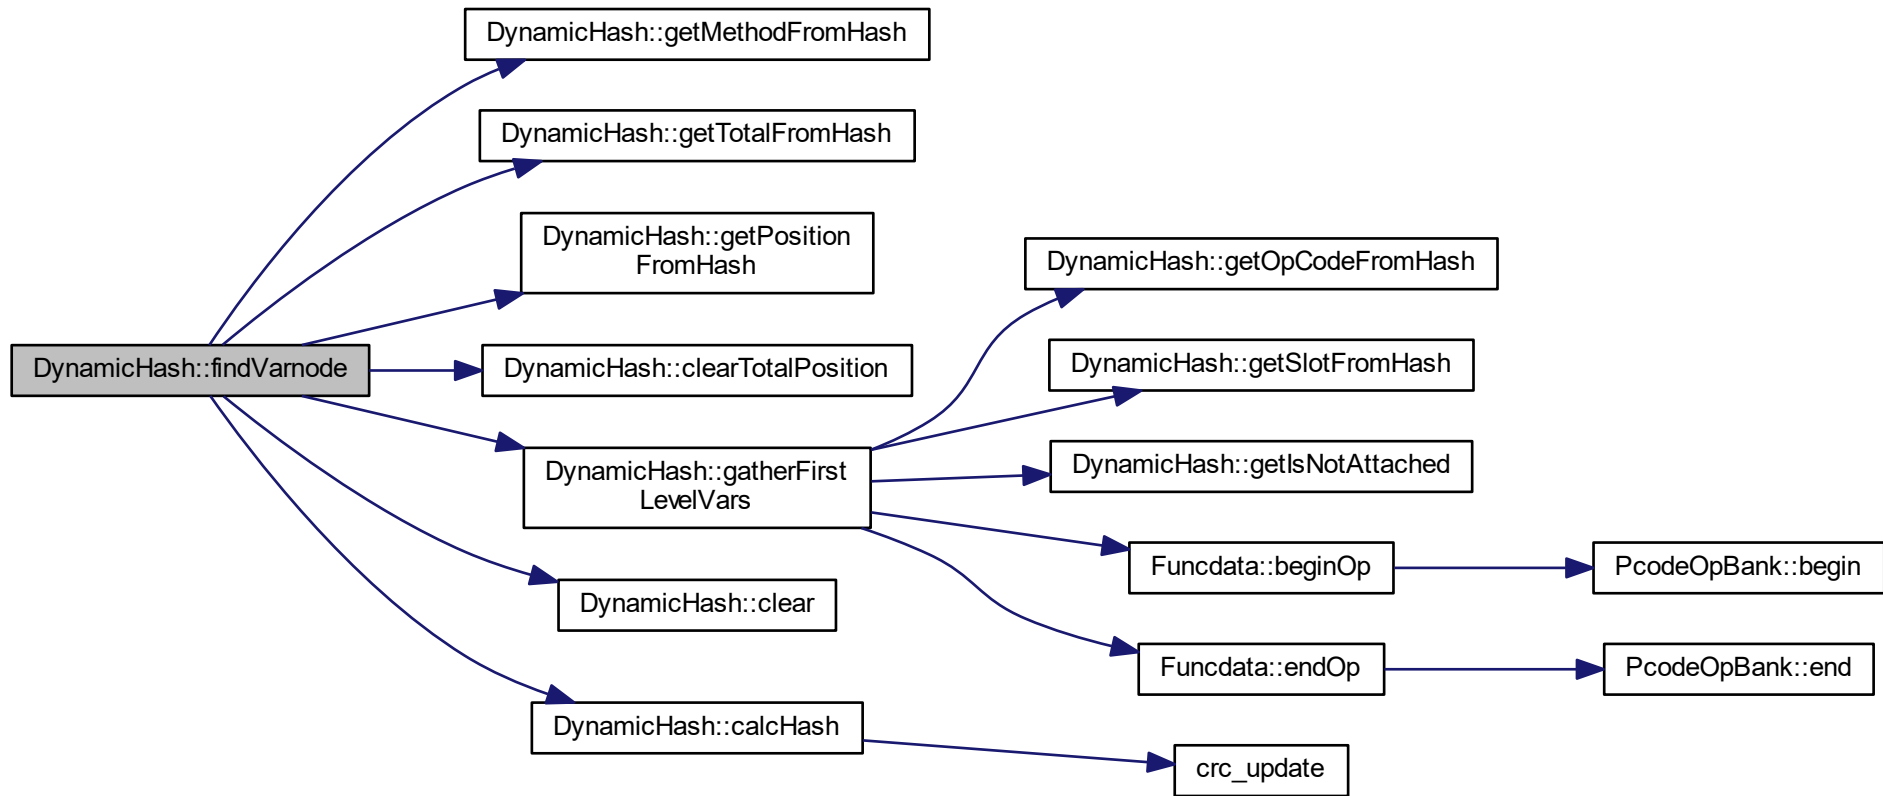 DynamicHash::getMethodFromHash
DynamicHash::getTotalFromHash
DynamicHash::getPosition
FromHash
DynamicHash::getOpCodeFromHash
DynamicHash::findVarnode
DynamicHash::clearTotalPosition
DynamicHash::getSlotFromHash
DynamicHash::gatherFirst
LevelVars
DynamicHash::getIsNotAttached
Funcdata::beginOp
PcodeOpBank::begin
DynamicHash::clear
Funcdata::endOp
PcodeOpBank::end
DynamicHash::calcHash
crc_update